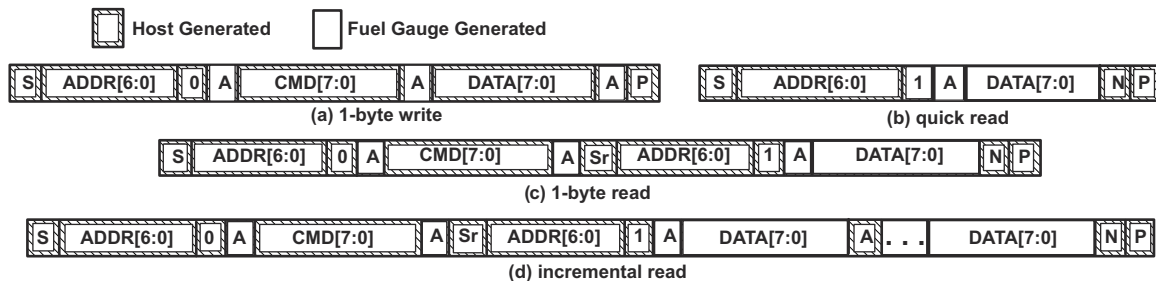 Host Generated Fuel Gauge Generated
S ADDR[6:0] 0 A CMD[7:0] A DATA[7:0] A P
S ADDR[6:0] 1 A DATA[7:0] N P
(a) 1-byte write
(b) quick read
S ADDR[6:0] 0 A CMD[7:0] A Sr ADDR[6:0] 1 A DATA[7:0] N P
(c) 1-byte read
S ADDR[6:0] 0 A CMD[7:0] A Sr ADDR[6:0] 1 A DATA[7:0] A ... DATA[7:0] N P
(d) incremental read